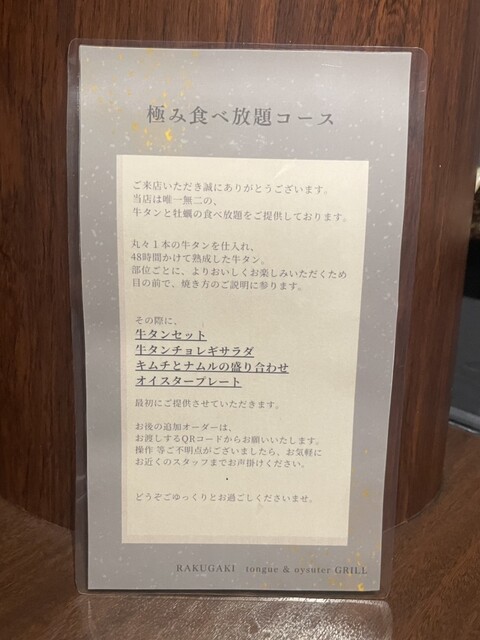 極み食べ放題コース
ご来店いただき誠にありがとうございます。
当店は唯一無二の、
牛タンと牡蠣の食べ放題をご提供しております。
丸々1本の牛タンを仕入れ、
48時間かけて熟成した牛タン。
部位ごとに、よりおいしくお楽しみいただくため
目の前で、焼き方のご説明に参ります。
その際に、
牛タンセット
牛タンチョレギサラダ
キムチとナムルの盛り合わせ
オイスタープレート
最初にご提供させていただきます。
お後の追加オーダーは、
お渡しするQRコードからお願いいたします。
操作 等ご不明点がございましたら、お気軽に
お近くのスタッフまでお声掛けください。
どうぞごゆっくりとお過ごしくださいませ。
RAKUGAKI tongue & oysuter GRILL